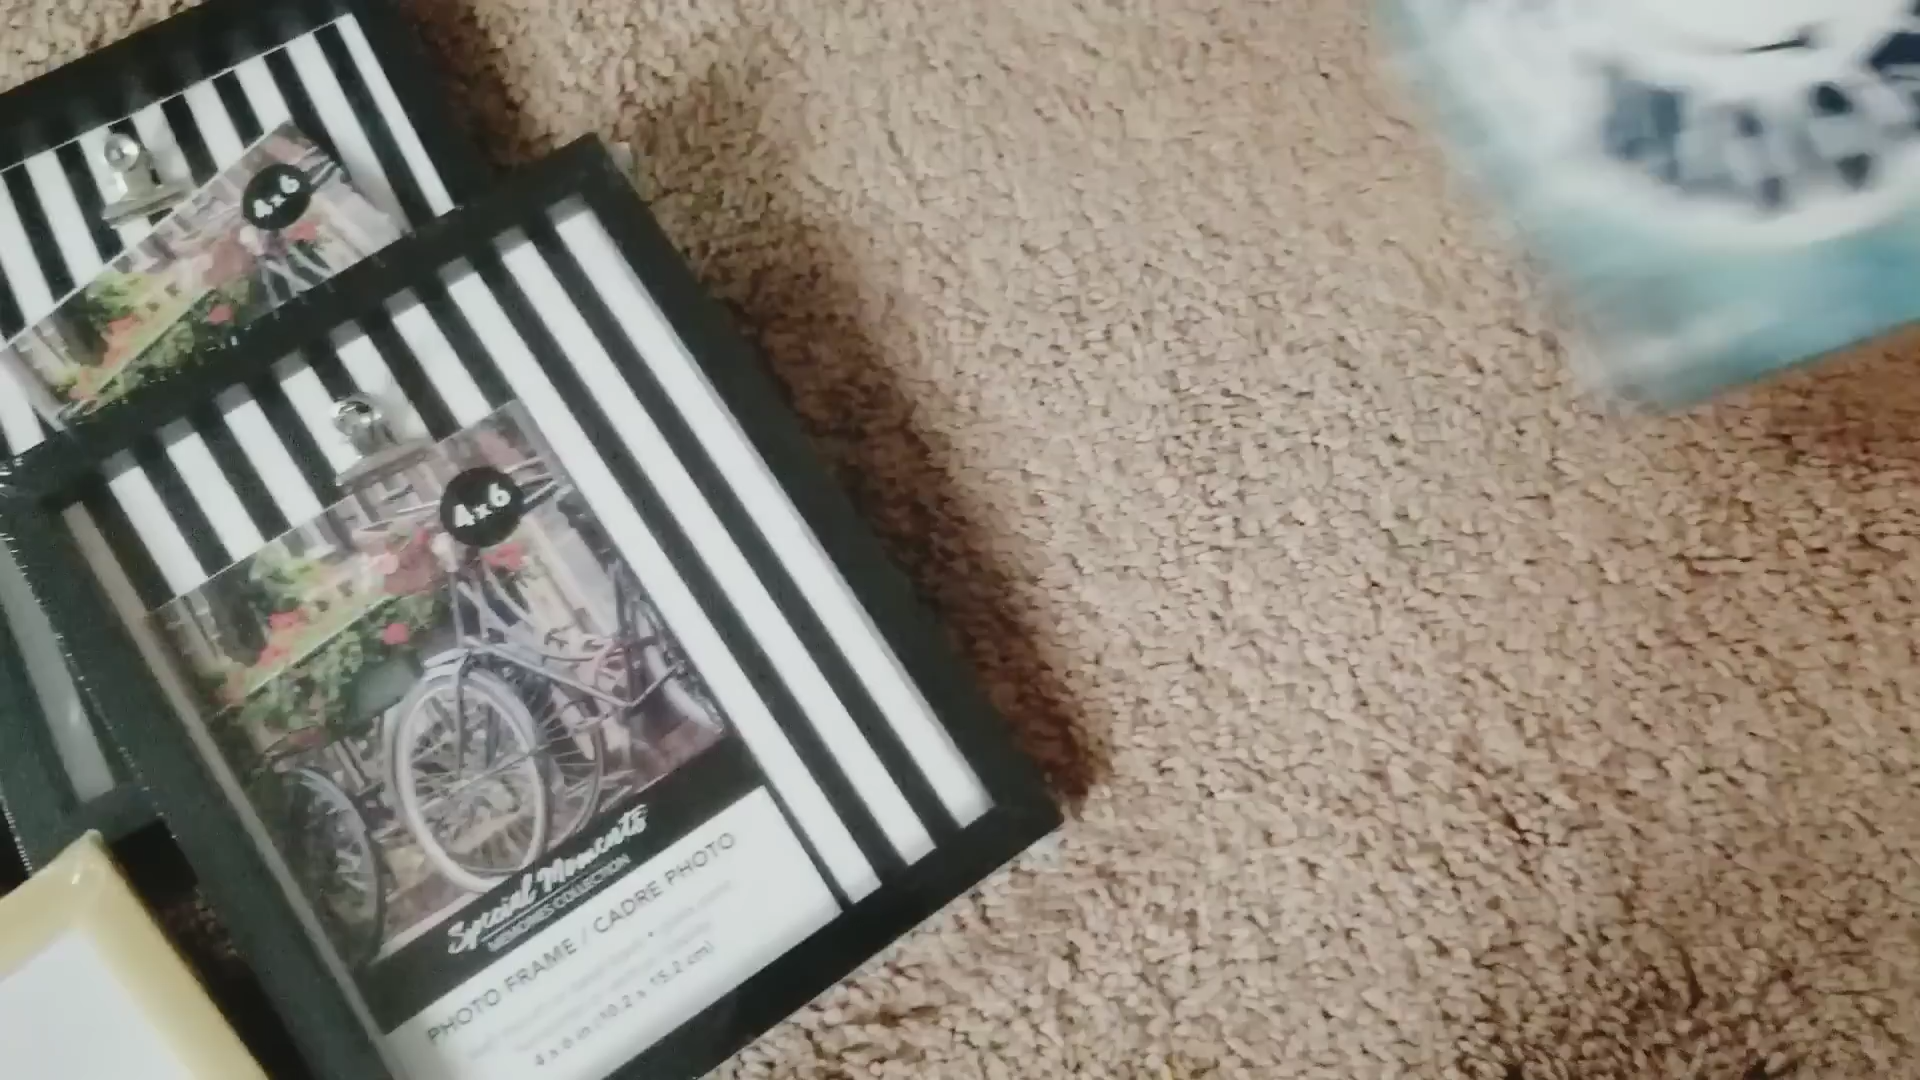 4x6
4x6
Special Moments
MEMORIES COLLECTION
PHOTO FRAME / CADRE PHOTO
4 x 6 in (10.2 x 15.2 cm)